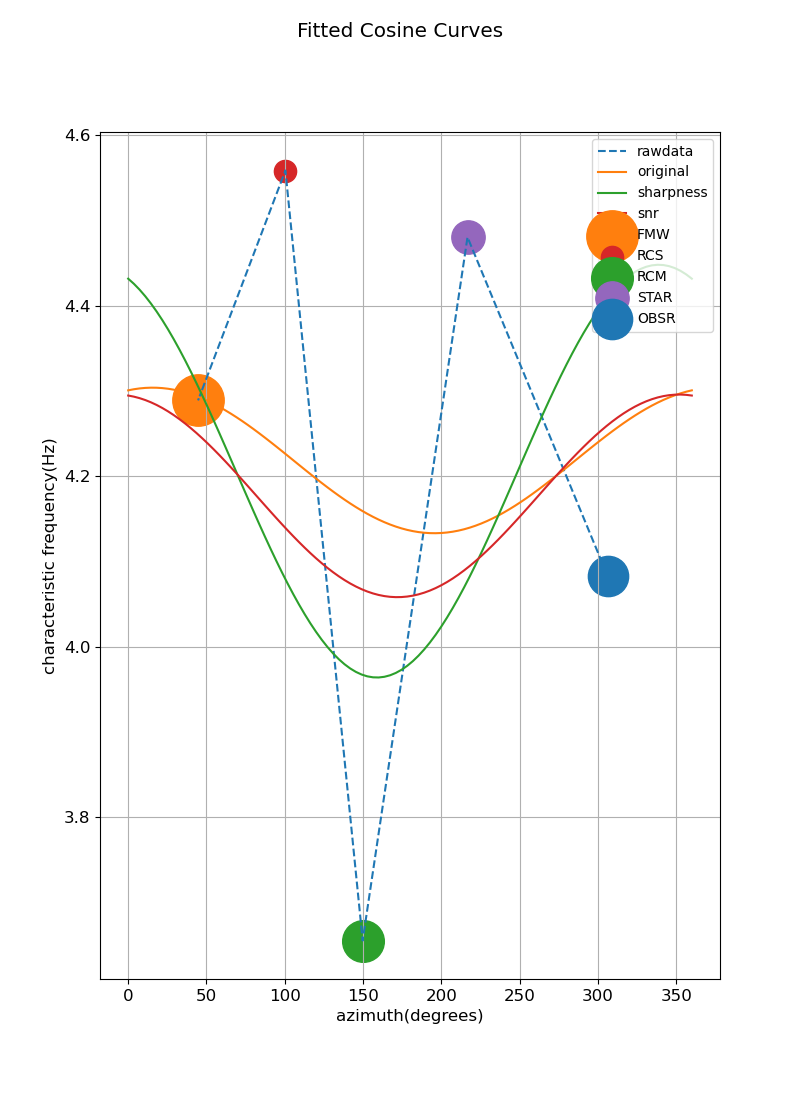 Fitted Cosine Curves
4.6
4.4
4.2
4.0
3.8
characteristic frequency(Hz)
rawdata
original
sharpness
snr
FMW
RCS
RCM
STAR
OBSR
0 50 100 150 200 250 300 350
azimuth(degrees)